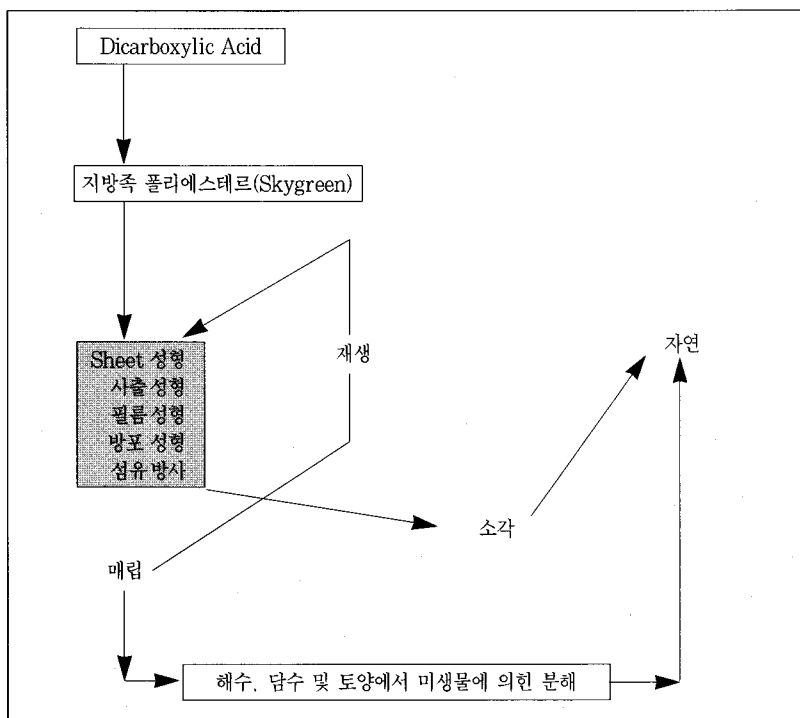 Dicarboxylic Acid
지방족 폴리에스테르(Skygreen)
Sheet 성형
사출 성형
필름 성형
방포 성형
섬유 방사
재생
자연
소각
매립
해수, 담수 및 토양에서 미생물에 의힌 분해